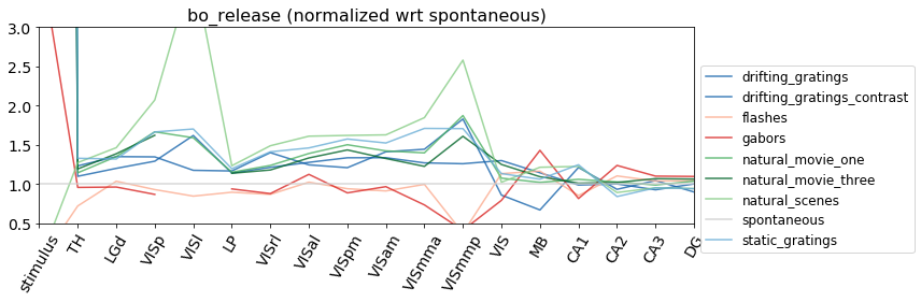 bo_release (normalized wrt spontaneous)
3.0
2.5
2.0
1.5
1.0
0.5
stimulus
TH
LGd
VISp
VISl
LP
VISrl
VISal
VISpm
VISam
VISmma
VISmmp
VIS
MB
CA1
CA2
CA3
DG
drifting_gratings
drifting_gratings_contrast
flashes
gabors
natural_movie_one
natural_movie_three
natural_scenes
spontaneous
static_gratings